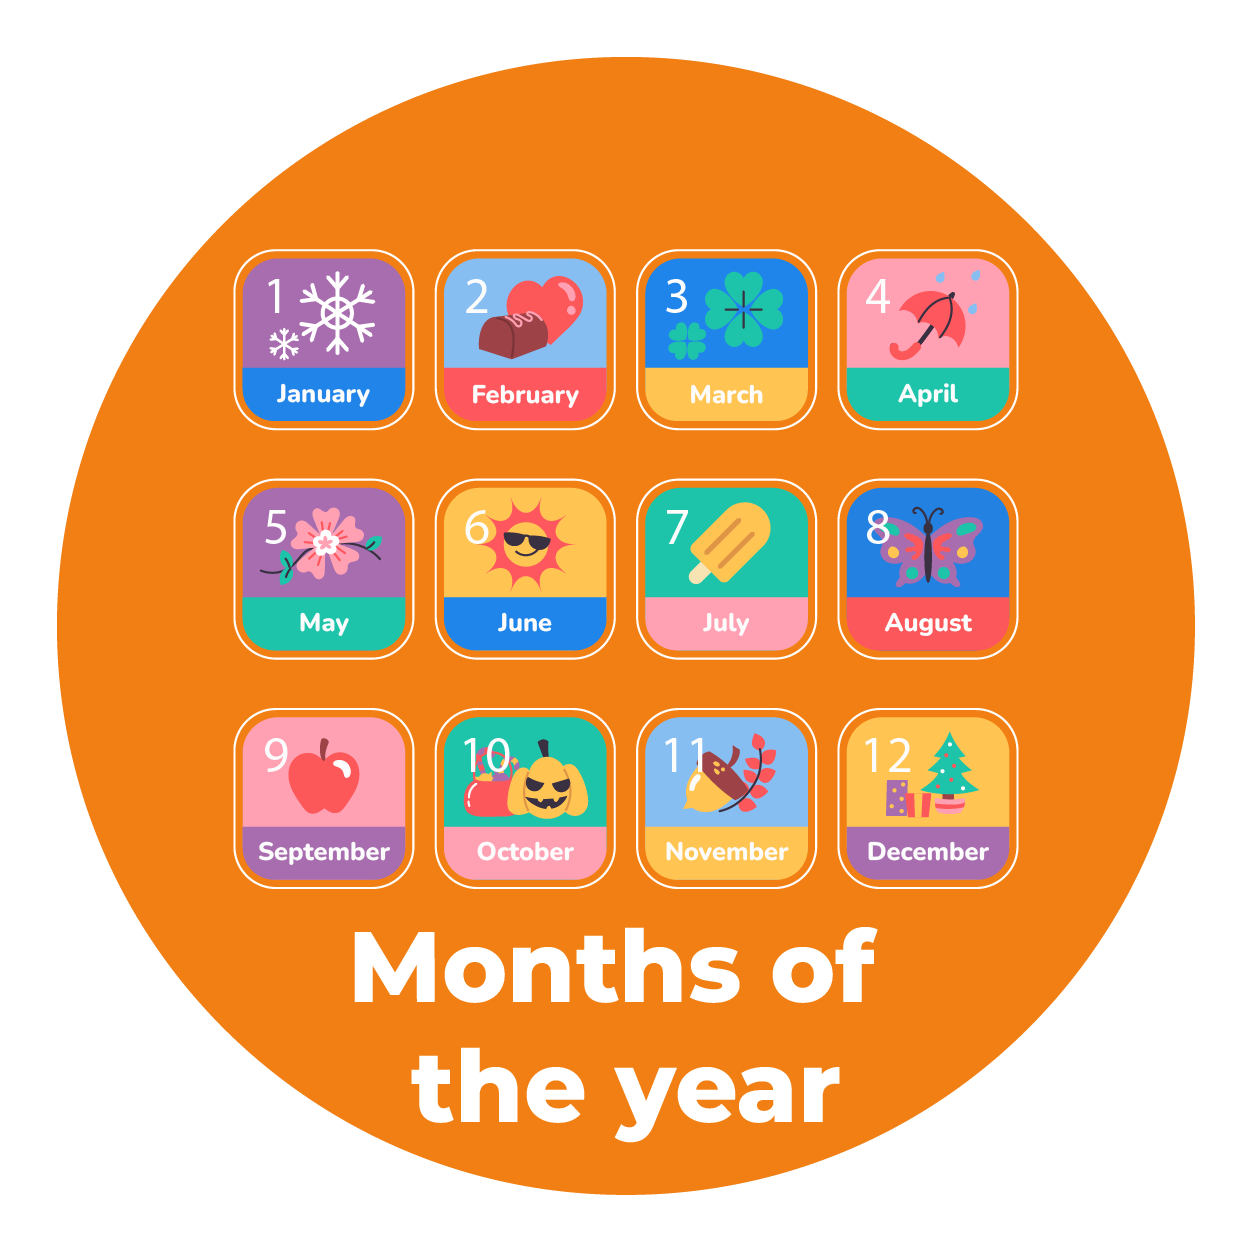 1 2 3 4
January February March April
5 6 7 8
May June July August
9 10 11 12
September October November December
Months of
the year